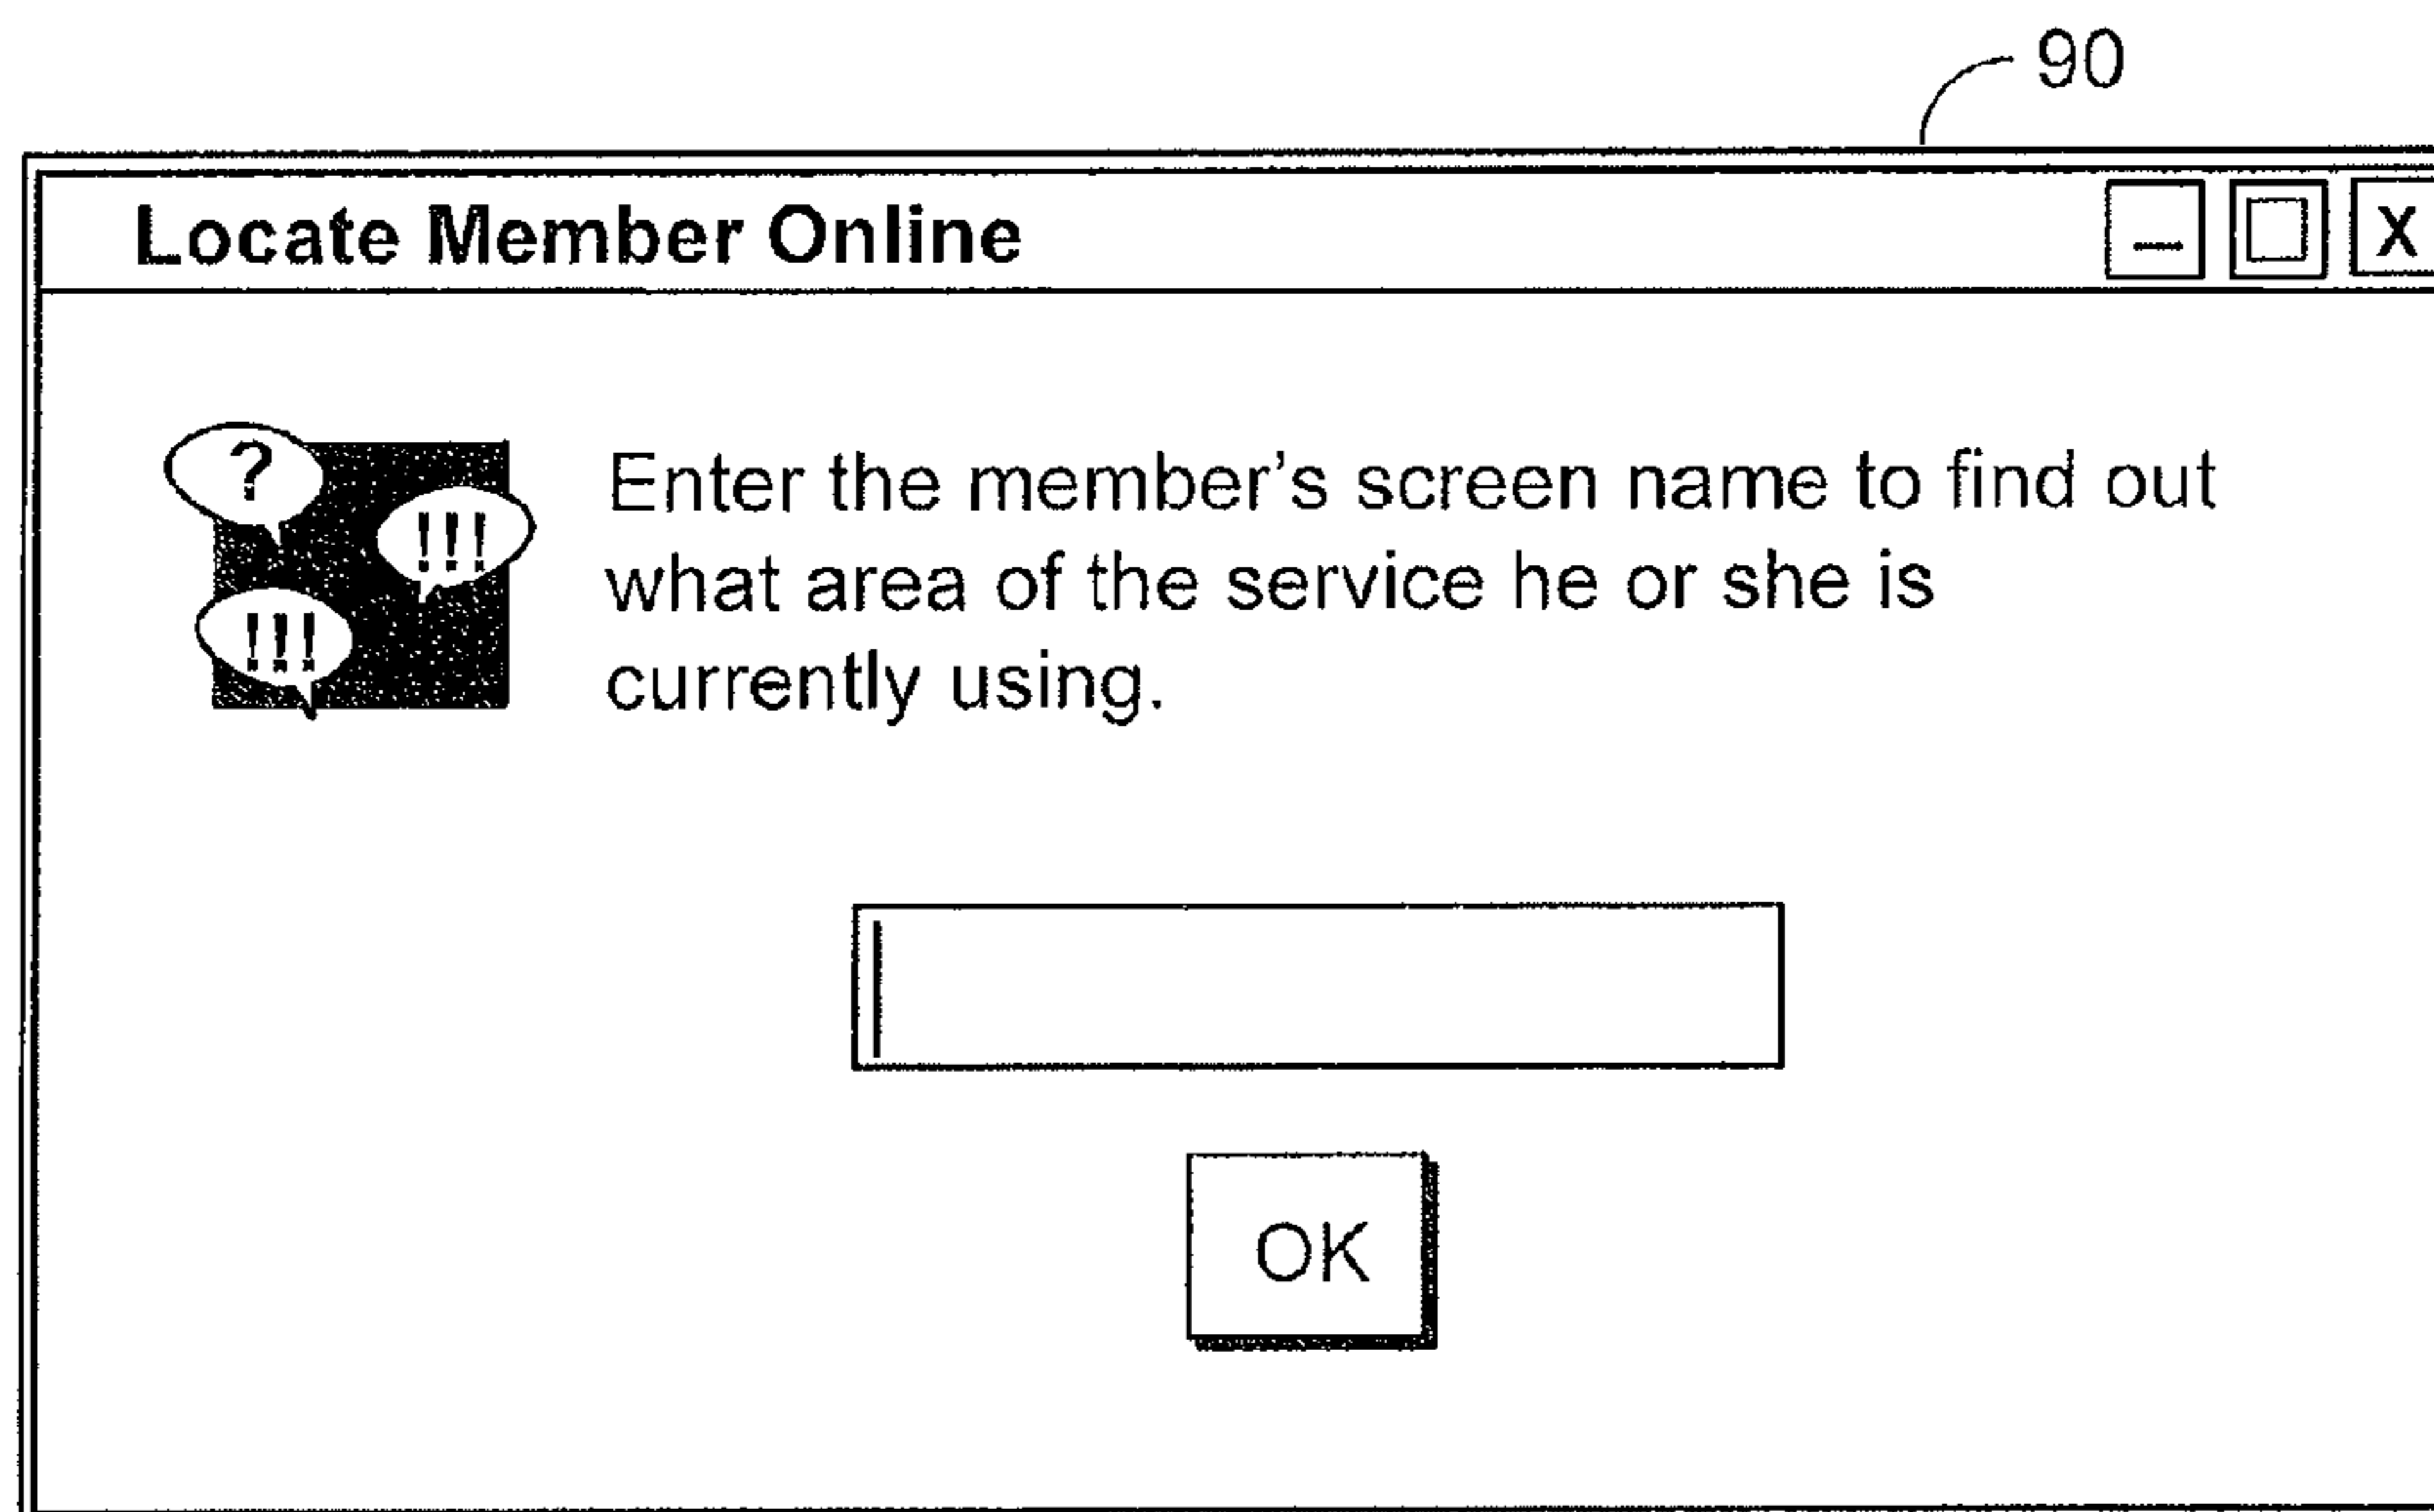 90
Locate Member Online
X
?
!!!
!!!
Enter the member’s screen name to find out
what area of the service he or she is
currently using.
OK